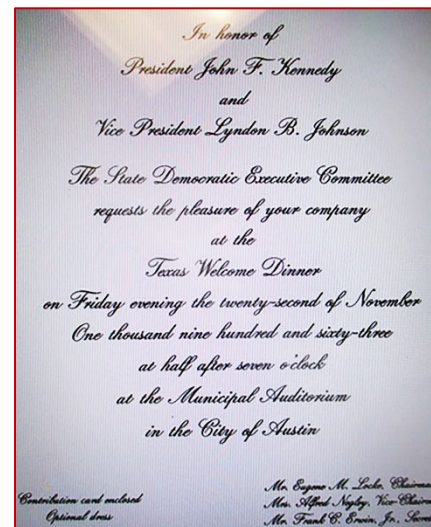 In honor of
President John F. Kennedy
and
Vice President Lyndon B. Johnson
The State Democratic Executive Committee
requests the pleasure of your company
at the
Texas Welcome Dinner
on Friday evening the twenty-second of November
One thousand nine hundred and sixty-three
at half after seven o'clock
at the Municipal Auditorium
in the City of Austin
Contribution card enclosed
Optional dress
Mr. Eugene M. Locke, Chairma
Mrs. Alfred Negley, Vice-Chairm
Mr. Frank C. Erwin, Jr., Secre